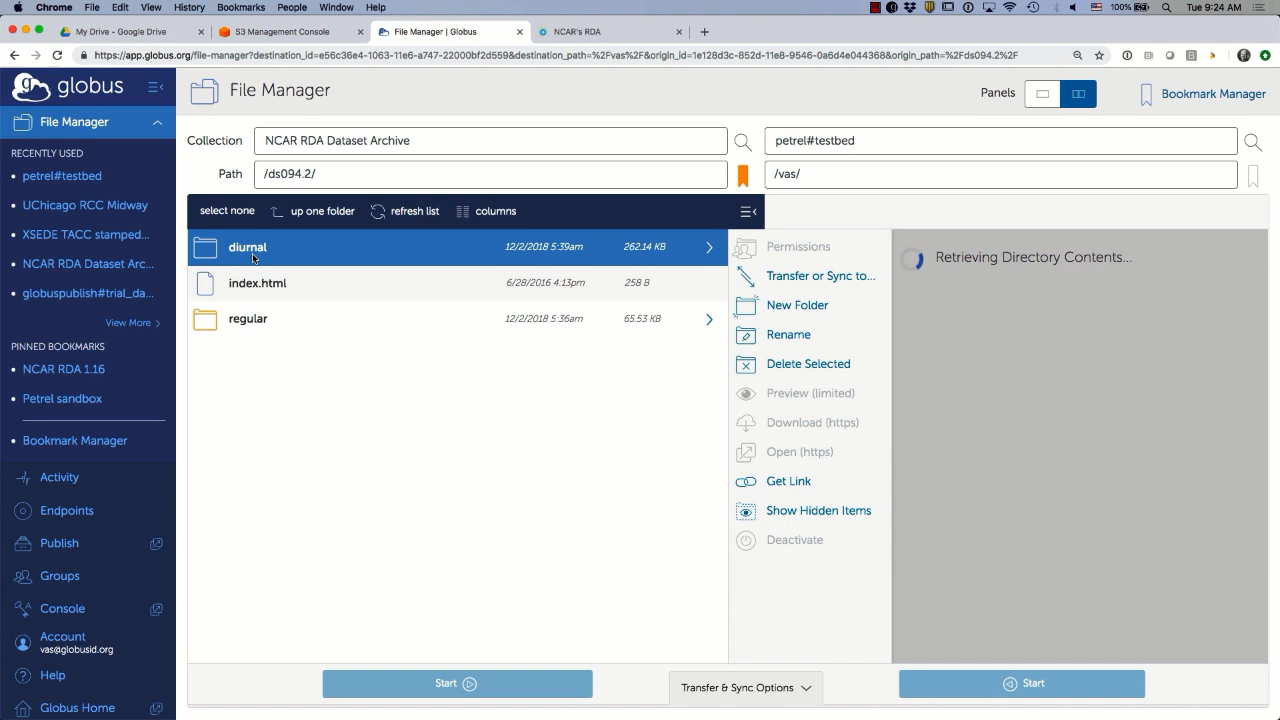 Chrome File Edit View History Bookmarks People Window Help 100% Tue 9:24 AM
My Drive - Google Drive × S3 Management Console × File Manager | Globus × NCAR's RDA × +
https://app.globus.org/file-manager?destination_id=e56c36e4-1063-11e6-a747-22000bf2d559&destination_path=%2Fvas%2F&origin_id=1e128d3c-852d-11e8-9546-0a6d4e044368&origin_path=%2Fds094.2%2F
globus
File Manager
RECENTLY USED
petrel#testbed
UChicago RCC Midway
XSEDE TACC stamped...
NCAR RDA Dataset Arc...
globuspublish#trial_da...
View More >
PINNED BOOKMARKS
NCAR RDA 1.16
Petrel sandbox
Bookmark Manager
Activity
Endpoints
Publish
Groups
Console
Account
vas@globusid.org
Help
Globus Home
File Manager
Panels
Bookmark Manager
Collection NCAR RDA Dataset Archive
petrel#testbed
Path /ds094.2/
/vas/
select none up one folder refresh list columns
diurnal 12/2/2018 5:39am 262.14 KB
index.html 6/28/2016 4:13pm 258 B
regular 12/2/2018 5:36am 65.53 KB
Permissions
Transfer or Sync to...
New Folder
Rename
Delete Selected
Preview (limited)
Download (https)
Open (https)
Get Link
Show Hidden Items
Deactivate
Retrieving Directory Contents...
Start
Transfer & Sync Options
Start